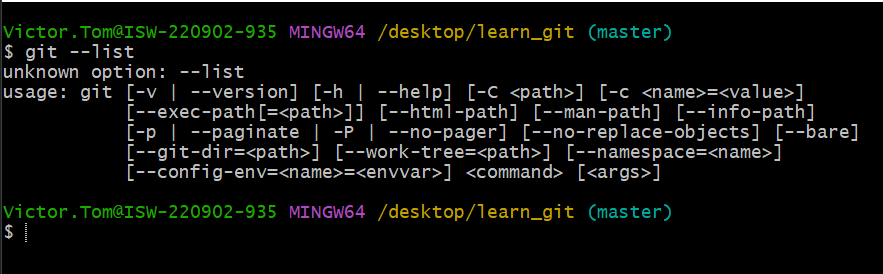 Victor.Tom@ISW-220902-935 MINGW64 /desktop/learn_git (master)
$ git --list
unknown option: --list
usage: git [-v | --version] [-h | --help] [-C <path>] [-c <name>=<value>]
           [--exec-path[=<path>]] [--html-path] [--man-path] [--info-path]
           [-p | --paginate | -P | --no-pager] [--no-replace-objects] [--bare]
           [--git-dir=<path>] [--work-tree=<path>] [--namespace=<name>]
           [--config-env=<name>=<envvar>] <command> [<args>]
Victor.Tom@ISW-220902-935 MINGW64 /desktop/learn_git (master)
$